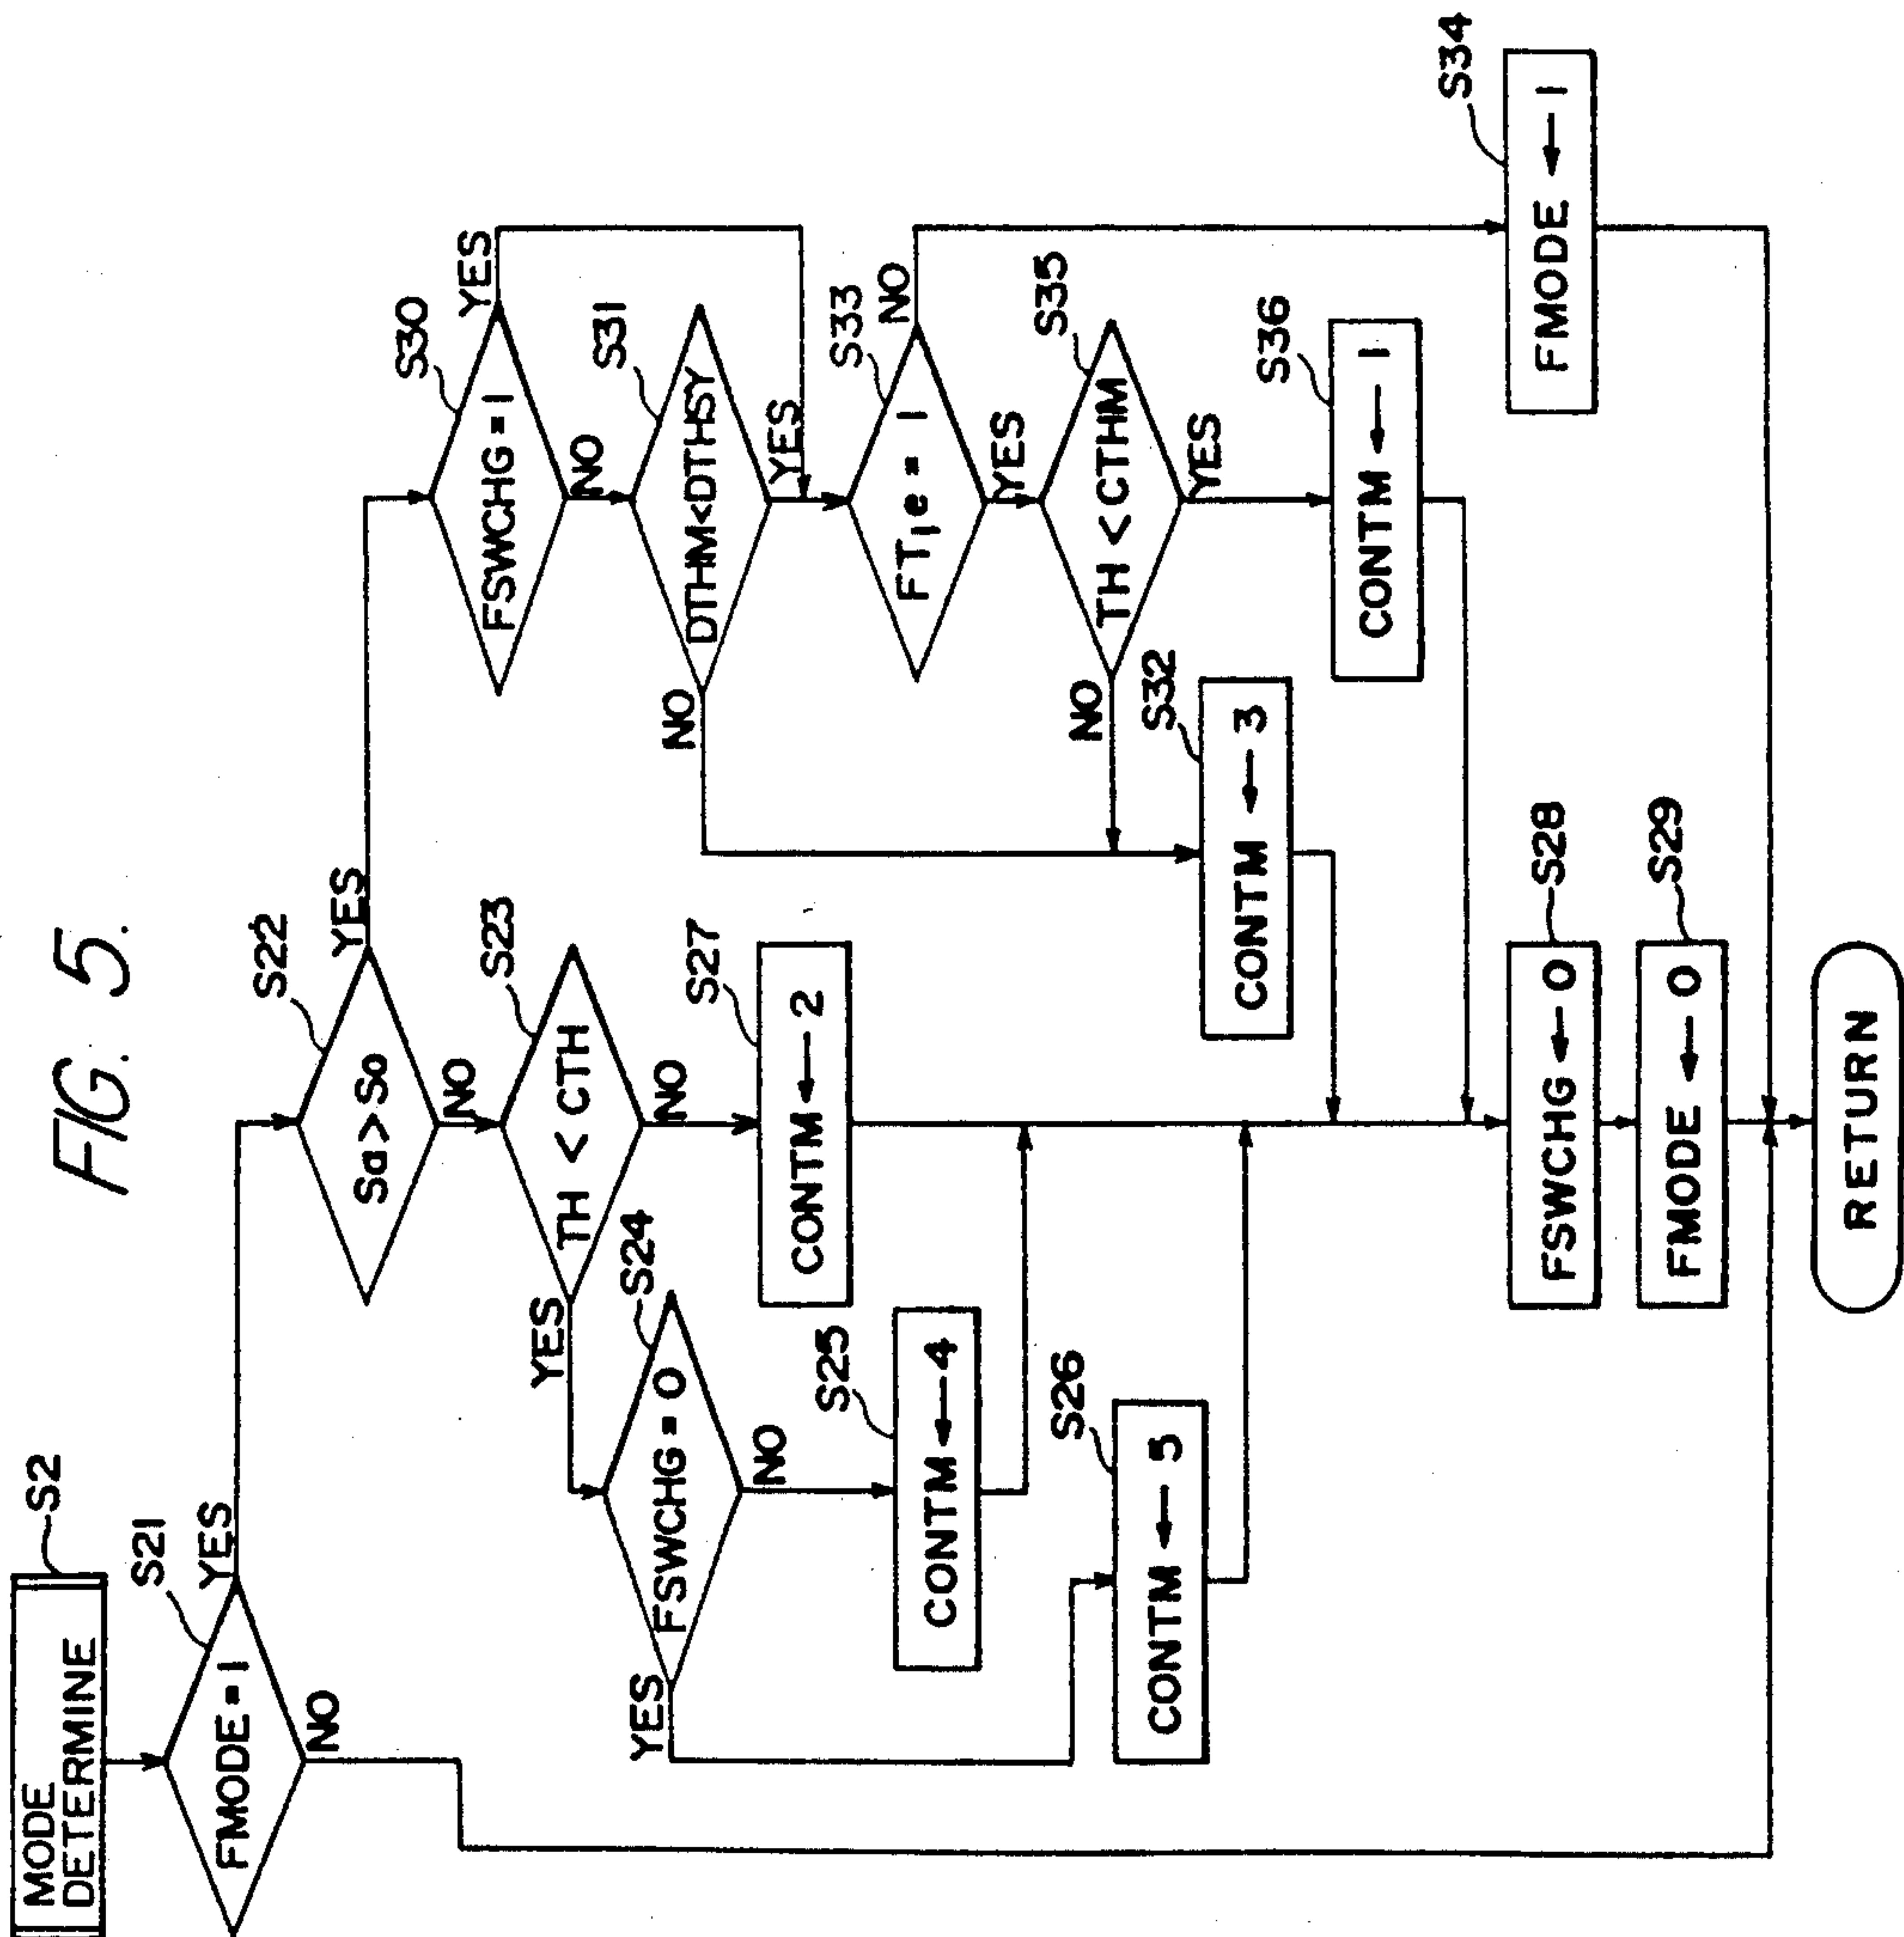 FIG. 5.
MODE
DETERMINE
S2
S21
FMODE = 1
YES
NO
S22
Sa > So
YES
NO
S23
TH < CTH
YES
NO
S24
FSWCHG = 0
YES
NO
S25
CONTM ← 4
S26
CONTM ← 5
S27
CONTM ← 2
S30
FSWCHG = 1
YES
NO
S31
DTHM<DTHSY
YES
NO
S33
FT₁e = 1
NO
YES
S35
TH < CTHM
NO
YES
S32
CONTM ← 3
S36
CONTM ← 1
S34
FMODE ← 1
S28
FSWCHG ← 0
S29
FMODE ← 0
RETURN